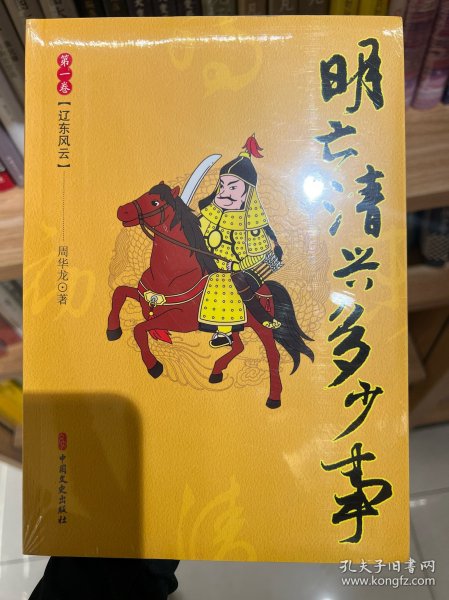 明亡清兴多少事
第一卷
【辽东风云】
周华龙 著
中国文史出版社
孔夫子旧书网
www.kongfz.com